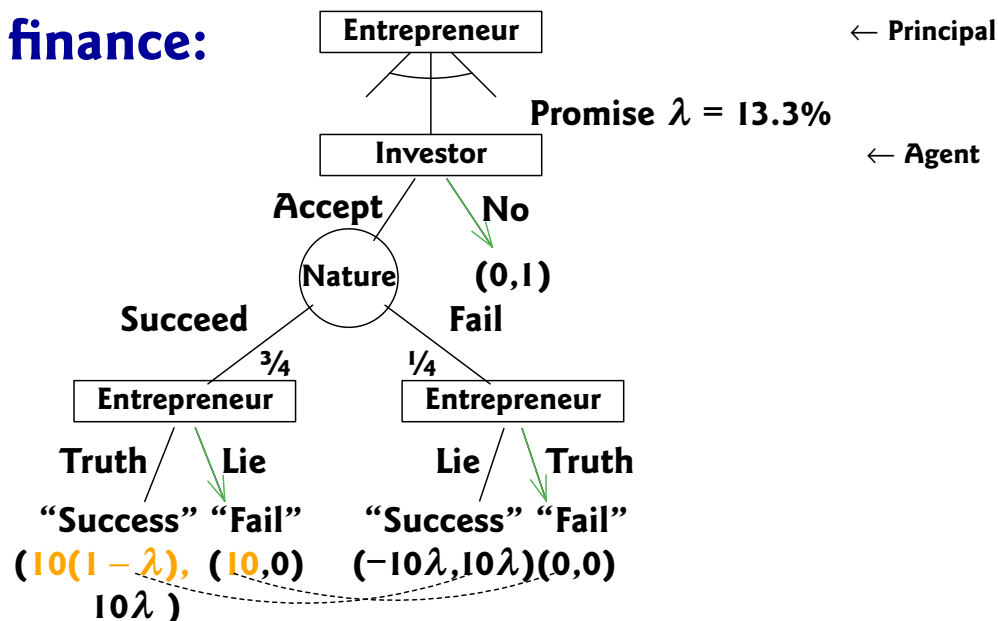 finance:
Entrepreneur
← Principal
Promise λ = 13.3%
Investor
← Agent
Accept
No
Nature
(0,1)
Succeed
Fail
¾
¼
Entrepreneur
Entrepreneur
Truth
Lie
Lie
Truth
“Success” “Fail”
“Success” “Fail”
(10(1 − λ), (10,0)
(−10λ,10λ)(0,0)
10λ )